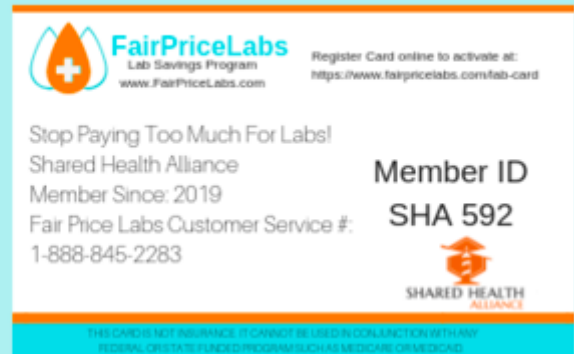 FairPriceLabs
Lab Savings Program
www.FairPriceLabs.com
Register Card online to activate at:
https://www.fairpricelabs.com/lab-card
Stop Paying Too Much For Labs!
Shared Health Alliance
Member Since: 2019
Fair Price Labs Customer Service #:
1-888-845-2283
Member ID
SHA 592
SHARED HEALTH
ALLIANCE
THIS CARD IS NOT INSURANCE. IT CANNOT BE USED IN CONJUNCTION WITH ANY
FEDERAL OR STATE FUNDED PROGRAM SUCH AS MEDICARE OR MEDICAID.